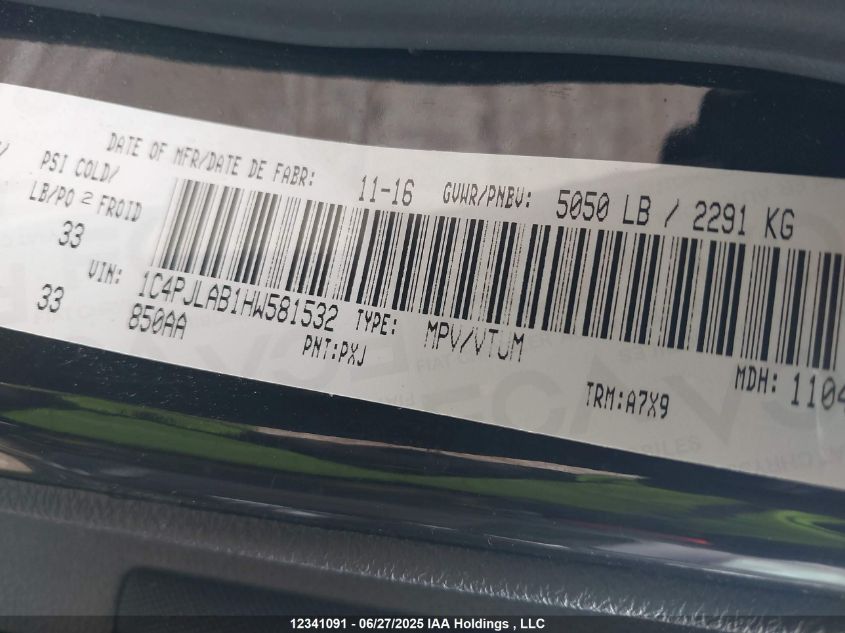 DATE OF MFR/DATE DE FABR: 11-16 GVWR/PNBV: 5050 LB / 2291 KG
PSI COLD/
LB/PO 2 FROID
33
VIN: 1C4PJLAB1HW581532 TYPE: MPV/VTUM MDH: 1104
33 850AA PNT:PXJ TRM:A7X9
12341091 - 06/27/2025 IAA Holdings , LLC